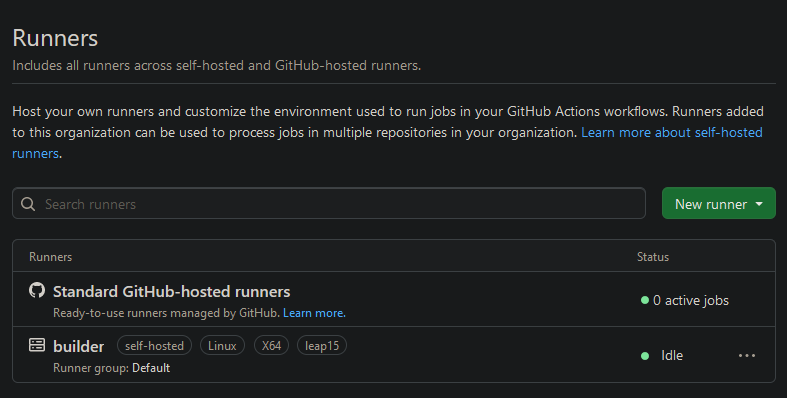 Runners
Includes all runners across self-hosted and GitHub-hosted runners.
Host your own runners and customize the environment used to run jobs in your GitHub Actions workflows. Runners added
to this organization can be used to process jobs in multiple repositories in your organization. Learn more about self-hosted
runners.
Search runners
New runner
Runners Status
Standard GitHub-hosted runners
0 active jobs
Ready-to-use runners managed by GitHub. Learn more.
builder self-hosted Linux X64 leap15
Idle
Runner group: Default